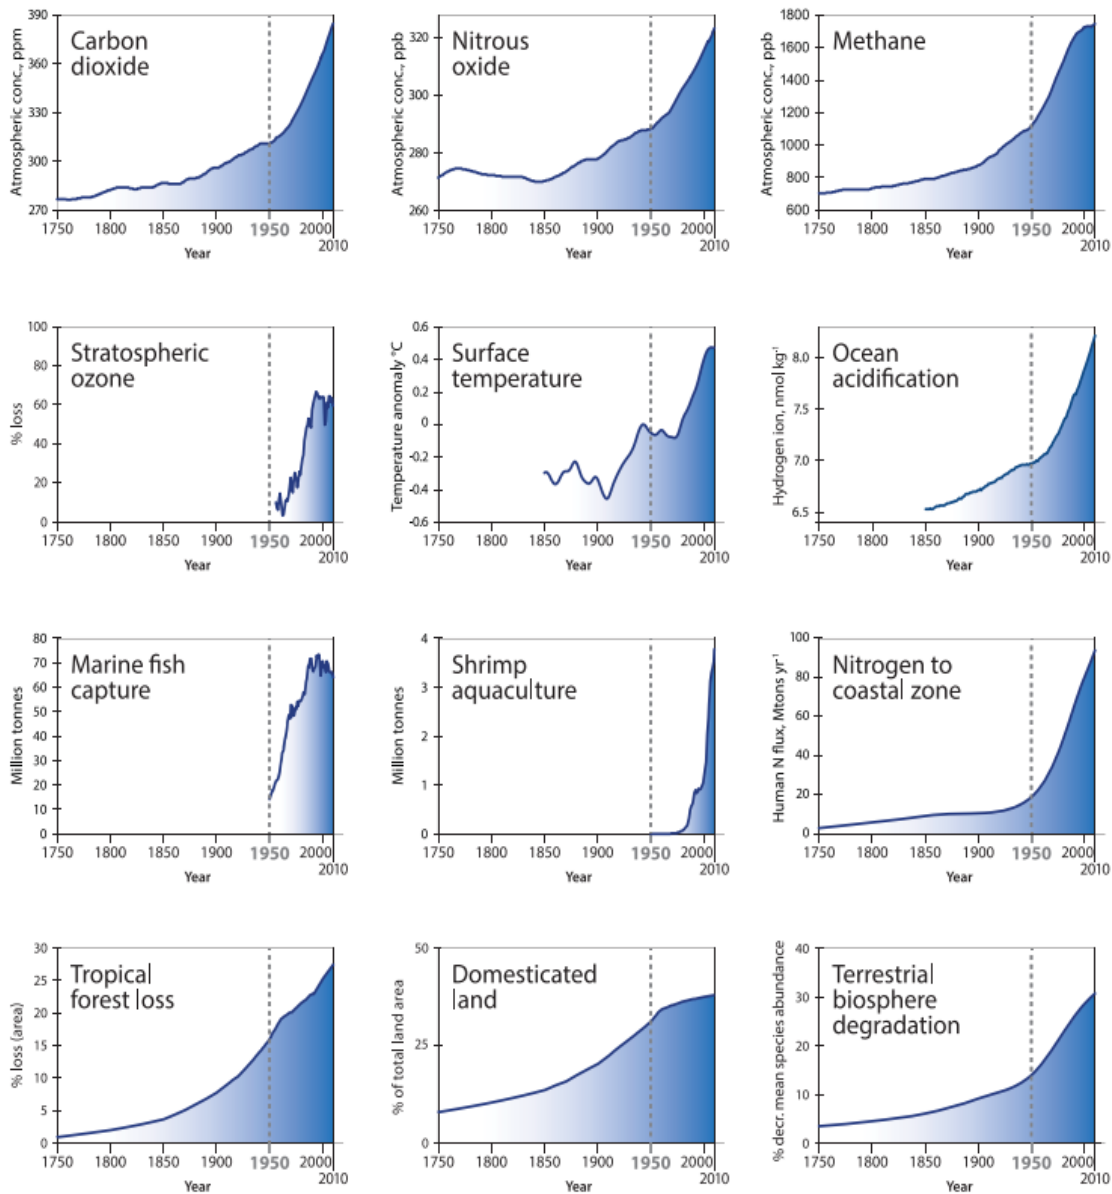 390
360
330
300
270
Atmospheric conc., ppm
Carbon
dioxide
1750 1800 1850 1900 1950 2000
2010
Year
320
300
280
260
Atmospheric conc., ppb
Nitrous
oxide
1750 1800 1850 1900 1950 2000
2010
Year
1800
1600
1400
1200
1000
800
600
Atmospheric conc., ppb
Methane
1750 1800 1850 1900 1950 2000
2010
Year
100
80
60
40
20
0
% loss
Stratospheric
ozone
1750 1800 1850 1900 1950 2000
2010
Year
0.6
0.4
0.2
0
-0.2
-0.4
-0.6
Temperature anomaly °C
Surface
temperature
1750 1800 1850 1900 1950 2000
2010
Year
8.0
7.5
7.0
6.5
Hydrogen ion, nmol kg⁻¹
Ocean
acidification
1750 1800 1850 1900 1950 2000
2010
Year
80
70
60
50
40
30
20
10
0
Million tonnes
Marine fish
capture
1750 1800 1850 1900 1950 2000
2010
Year
4
3
2
1
0
Million tonnes
Shrimp
aquaculture
1750 1800 1850 1900 1950 2000
2010
Year
100
80
60
40
20
0
Human N flux, Mtons yr⁻¹
Nitrogen to
coastal zone
1750 1800 1850 1900 1950 2000
2010
Year
30
25
20
15
10
5
0
% loss (area)
Tropical
forest loss
1750 1800 1850 1900 1950 2000
2010
Year
50
25
0
% of total land area
Domesticated
land
1750 1800 1850 1900 1950 2000
2010
Year
40
30
20
10
0
% decr. mean species abundance
Terrestrial
biosphere
degradation
1750 1800 1850 1900 1950 2000
2010
Year